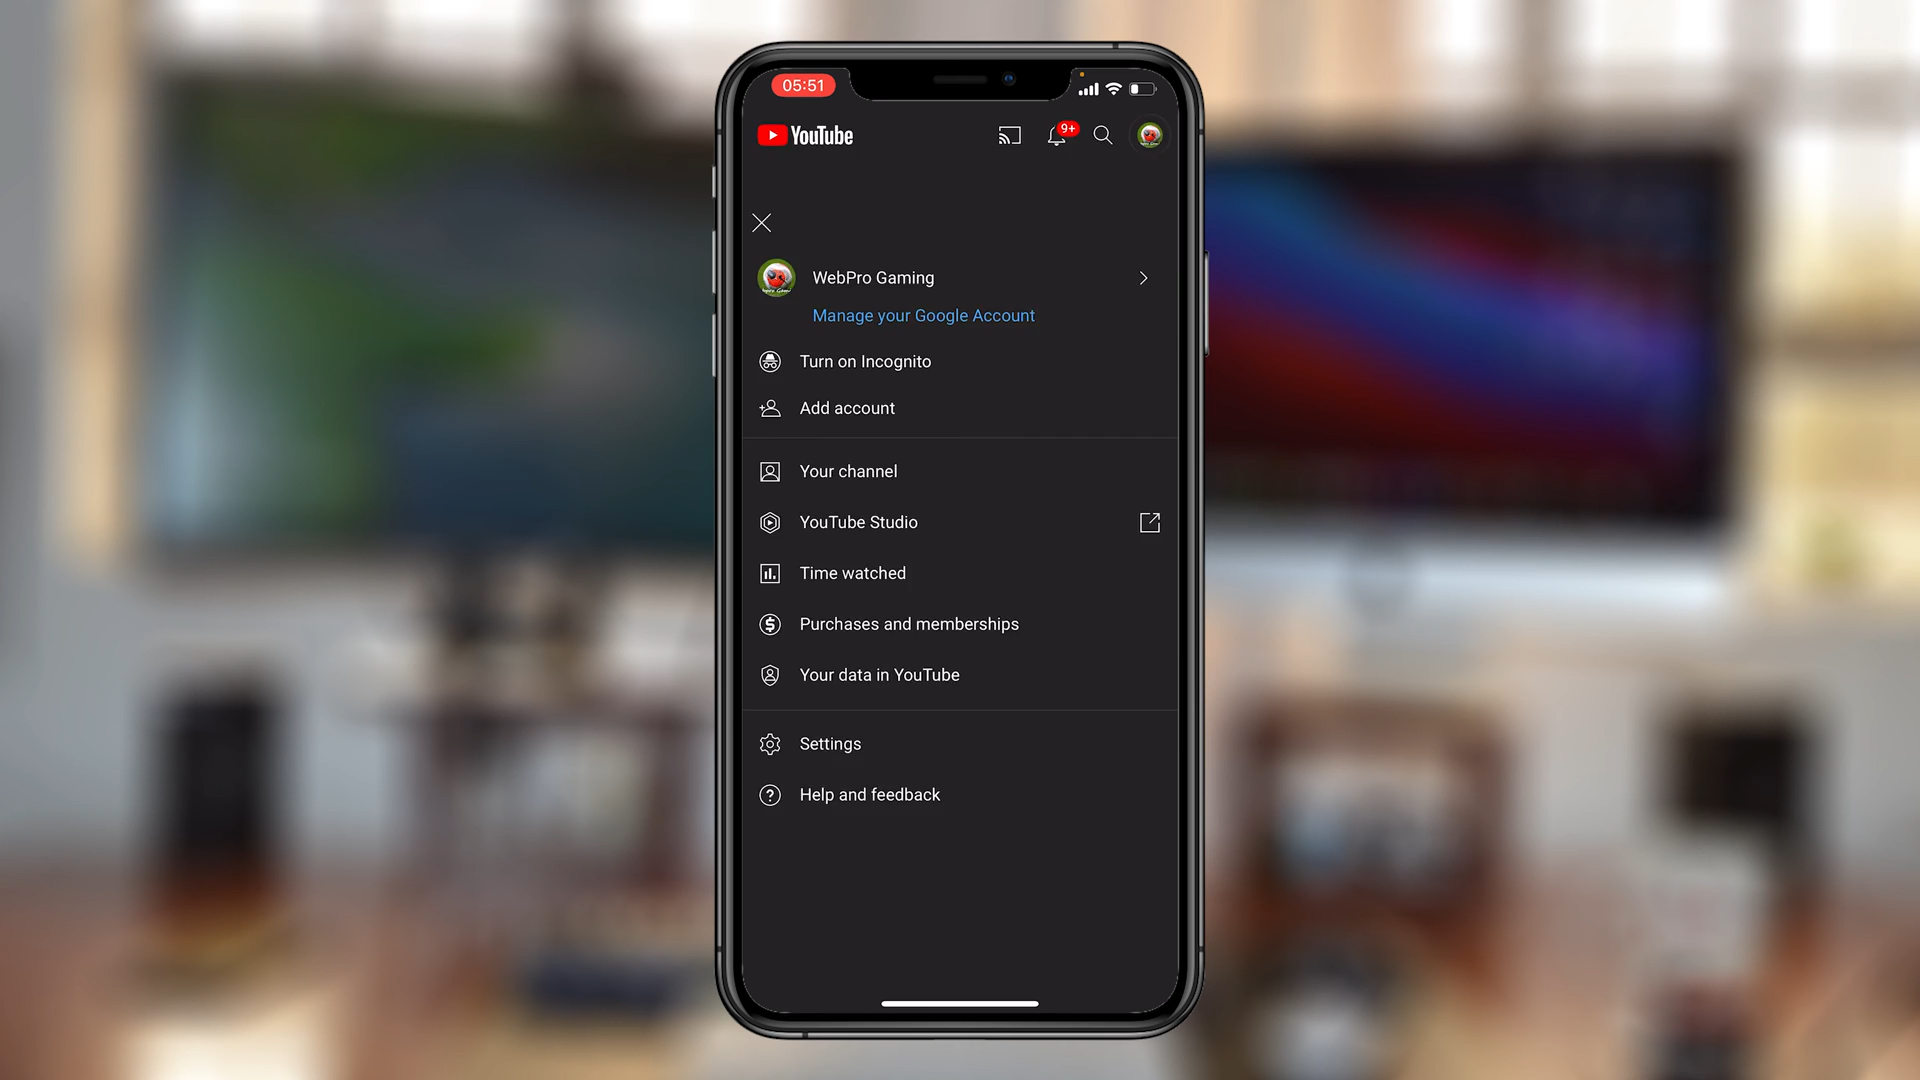 05:51
YouTube
9+
WebPro Gaming
Manage your Google Account
Turn on Incognito
Add account
Your channel
YouTube Studio
Time watched
Purchases and memberships
Your data in YouTube
Settings
Help and feedback